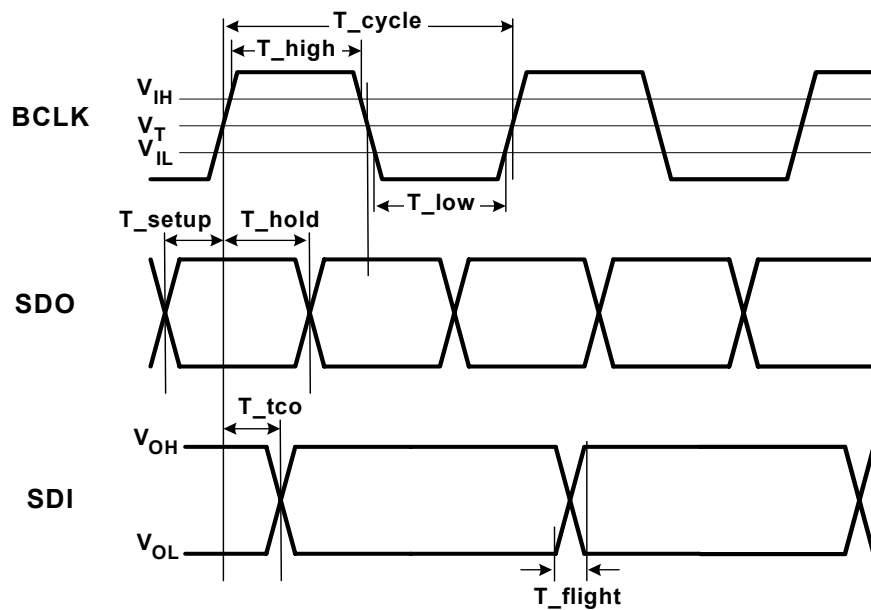 T_cycle
T_high
V_IH
BCLK
V_T
V_IL
T_low
T_setup
T_hold
SDO
T_tco
V_OH
SDI
V_OL
T_flight